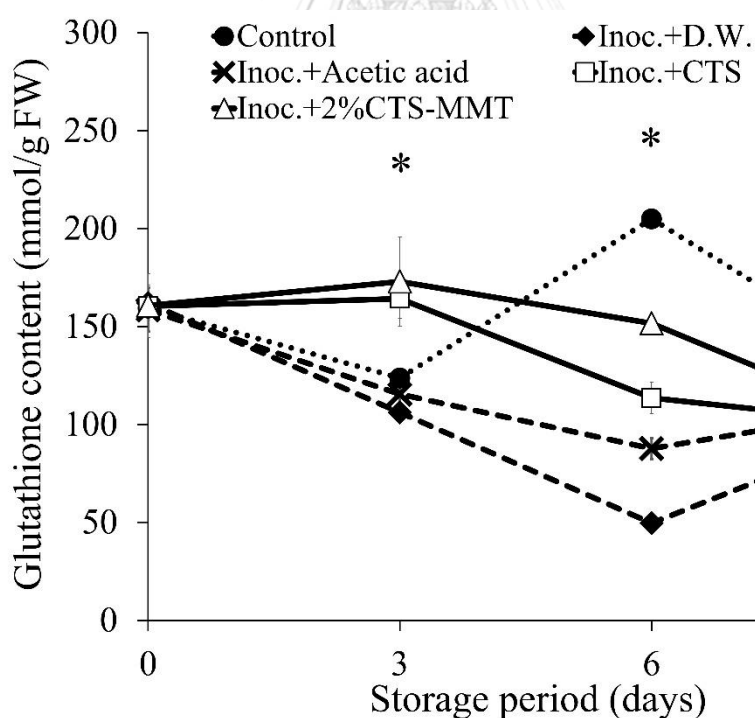 Glutathione content (mmol/g FW)
300
250
200
150
100
50
0
Control
Inoc.+D.W.
Inoc.+Acetic acid
Inoc.+CTS
Inoc.+2%CTS-MMT
*
*
0
3
6
Storage period (days)